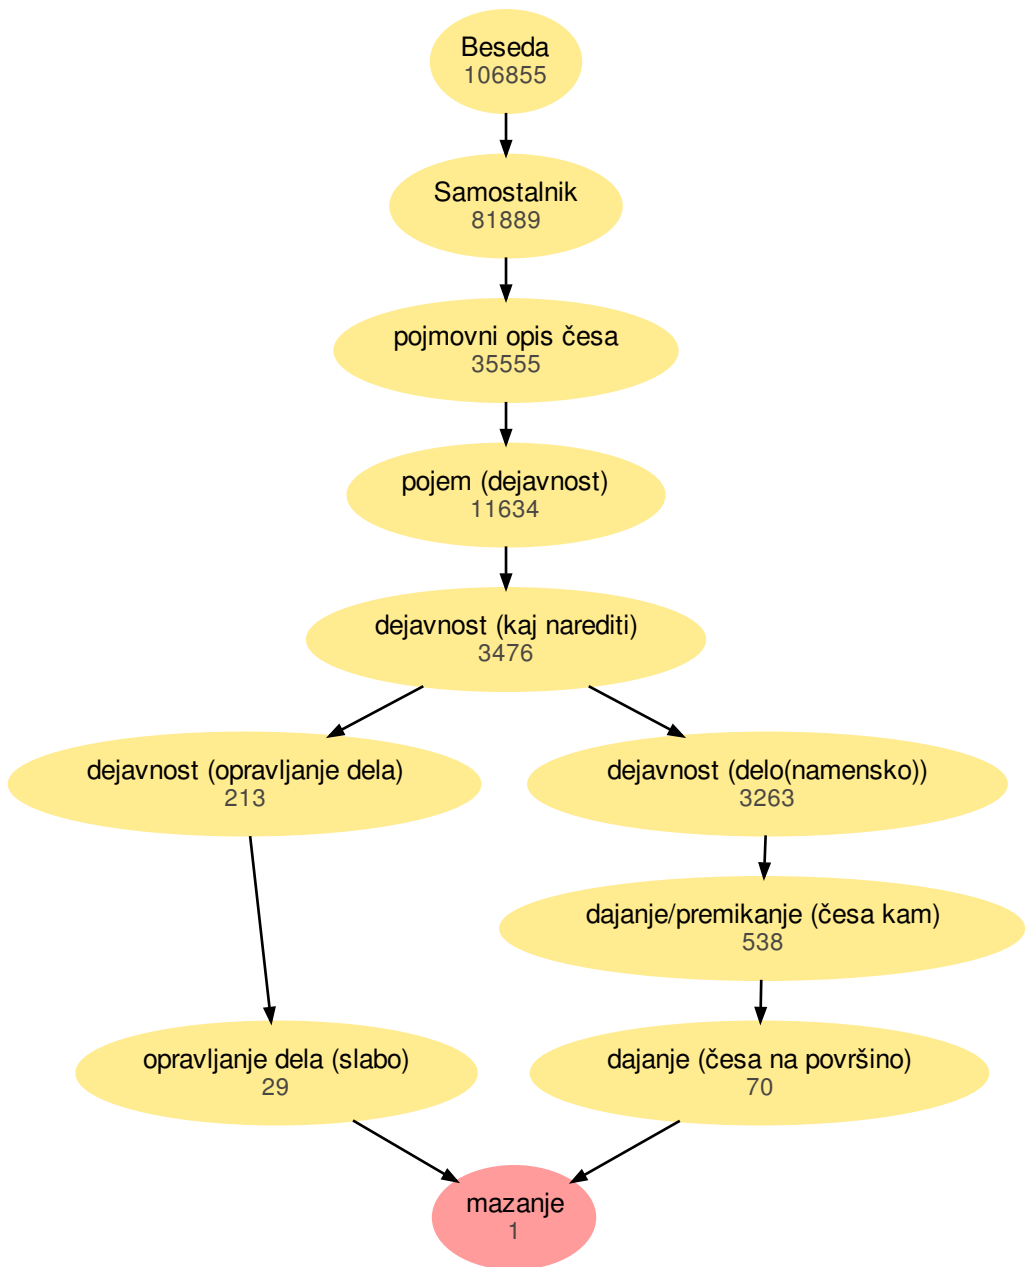 Beseda
106855
Samostalnik
81889
pojmovni opis česa
35555
pojem (dejavnost)
11634
dejavnost (kaj narediti)
3476
dejavnost (opravljanje dela)
213
dejavnost (delo(namensko))
3263
dajanje/premikanje (česa kam)
538
opravljanje dela (slabo)
29
dajanje (česa na površino)
70
mazanje
1